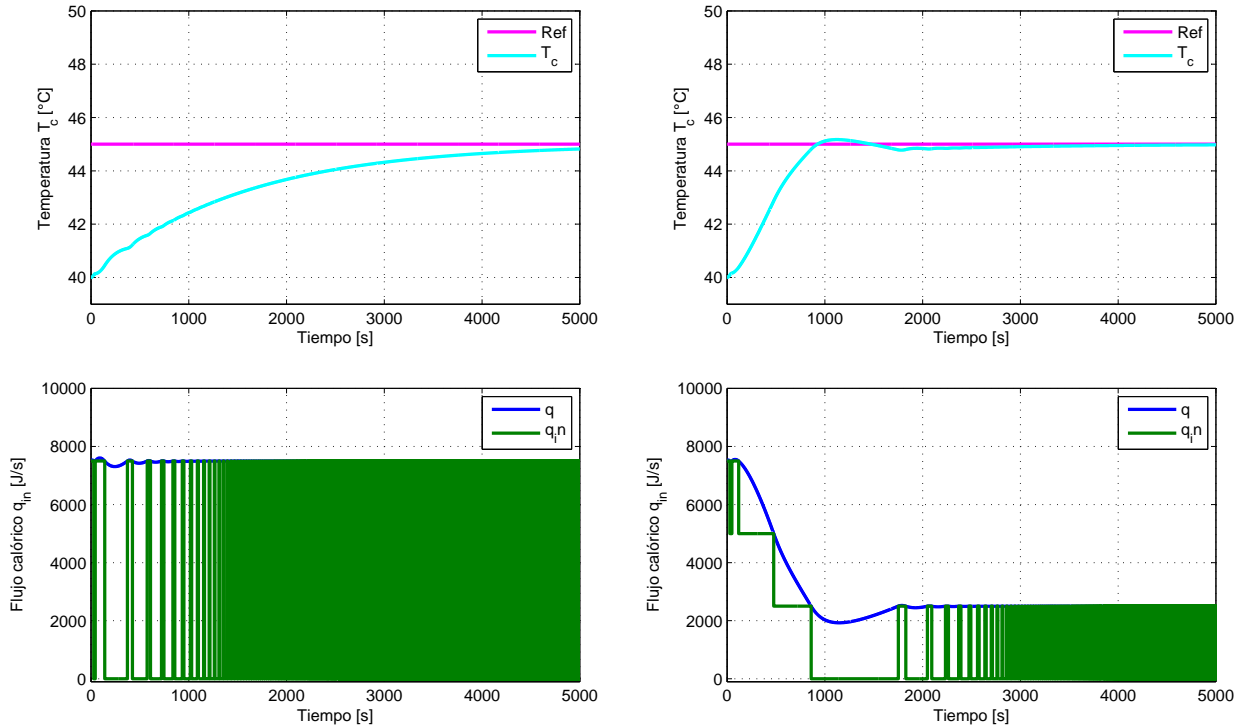 50
48
46
44
42
40
Temperatura T_c [°C]
Ref
T_c
0 1000 2000 3000 4000 5000
Tiempo [s]
50
48
46
44
42
40
Temperatura T_c [°C]
Ref
T_c
0 1000 2000 3000 4000 5000
Tiempo [s]
10000
8000
6000
4000
2000
0
Flujo calórico q_in [J/s]
q
q_in
0 1000 2000 3000 4000 5000
Tiempo [s]
10000
8000
6000
4000
2000
0
Flujo calórico q_in [J/s]
q
q_in
0 1000 2000 3000 4000 5000
Tiempo [s]